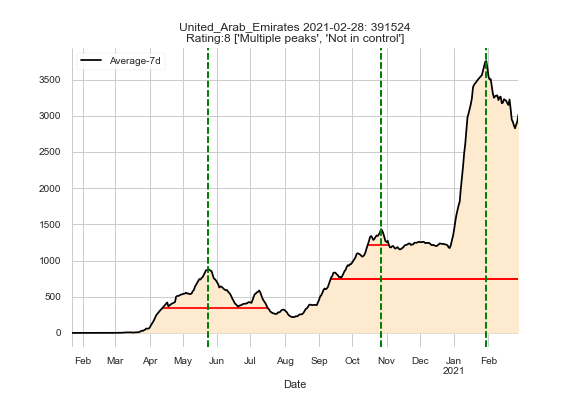 United_Arab_Emirates 2021-02-28: 391524
Rating:8 ['Multiple peaks', 'Not in control']
Average-7d
3500
3000
2500
2000
1500
1000
500
0
Feb Mar Apr May Jun Jul Aug Sep Oct Nov Dec Jan Feb
2021
Date